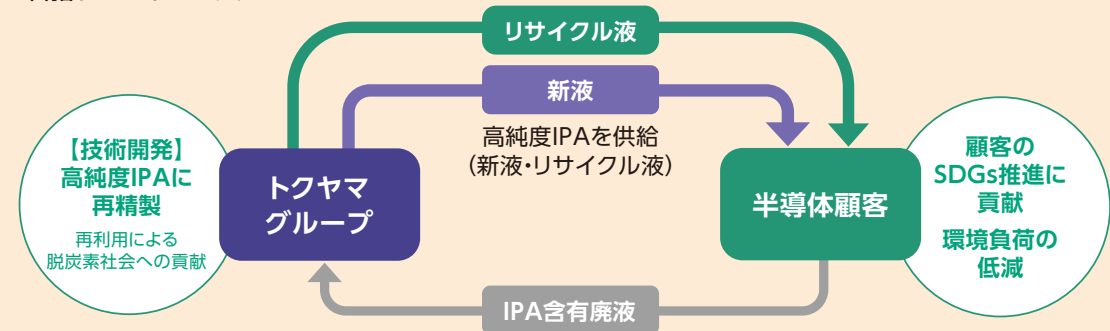 リサイクル液
新液
高純度IPAを供給
（新液・リサイクル液）
【技術開発】
高純度IPAに
再精製
再利用による
脱炭素社会への貢献
トクヤマ
グループ
半導体顧客
顧客の
SDGs推進に
貢献
環境負荷の
低減
IPA含有廃液